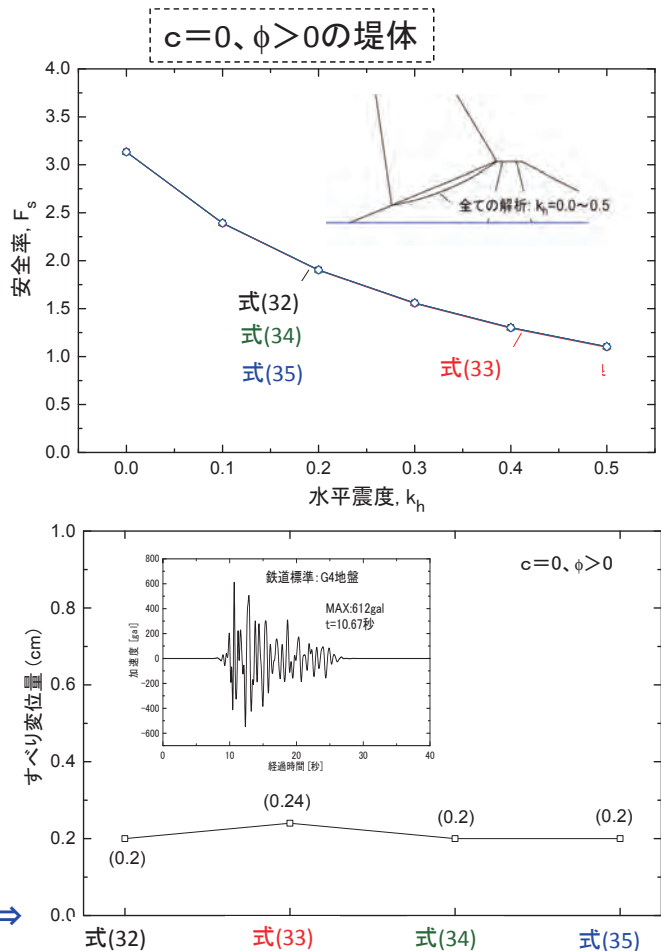 c＝0、ϕ＞0の堤体
4.0
3.5
3.0
2.5
2.0
1.5
1.0
0.5
0.0
安全率, Fs
全ての解析: kh=0.0～0.5
式(32)
式(34)
式(35)
式(33)
0.0 0.1 0.2 0.3 0.4 0.5
水平震度, kh
1.0
0.8
0.6
0.4
0.2
0.0
すべり変位量 (cm)
c＝0、ϕ＞0
800
600
400
200
0
-200
-400
-600
加速度 [gal]
鉄道標準: G4地盤
MAX:612gal
t=10.67秒
0 10 20 30 40
経過時間 [秒]
(0.2)
(0.24)
(0.2)
(0.2)
⇒
式(32) 式(33) 式(34) 式(35)